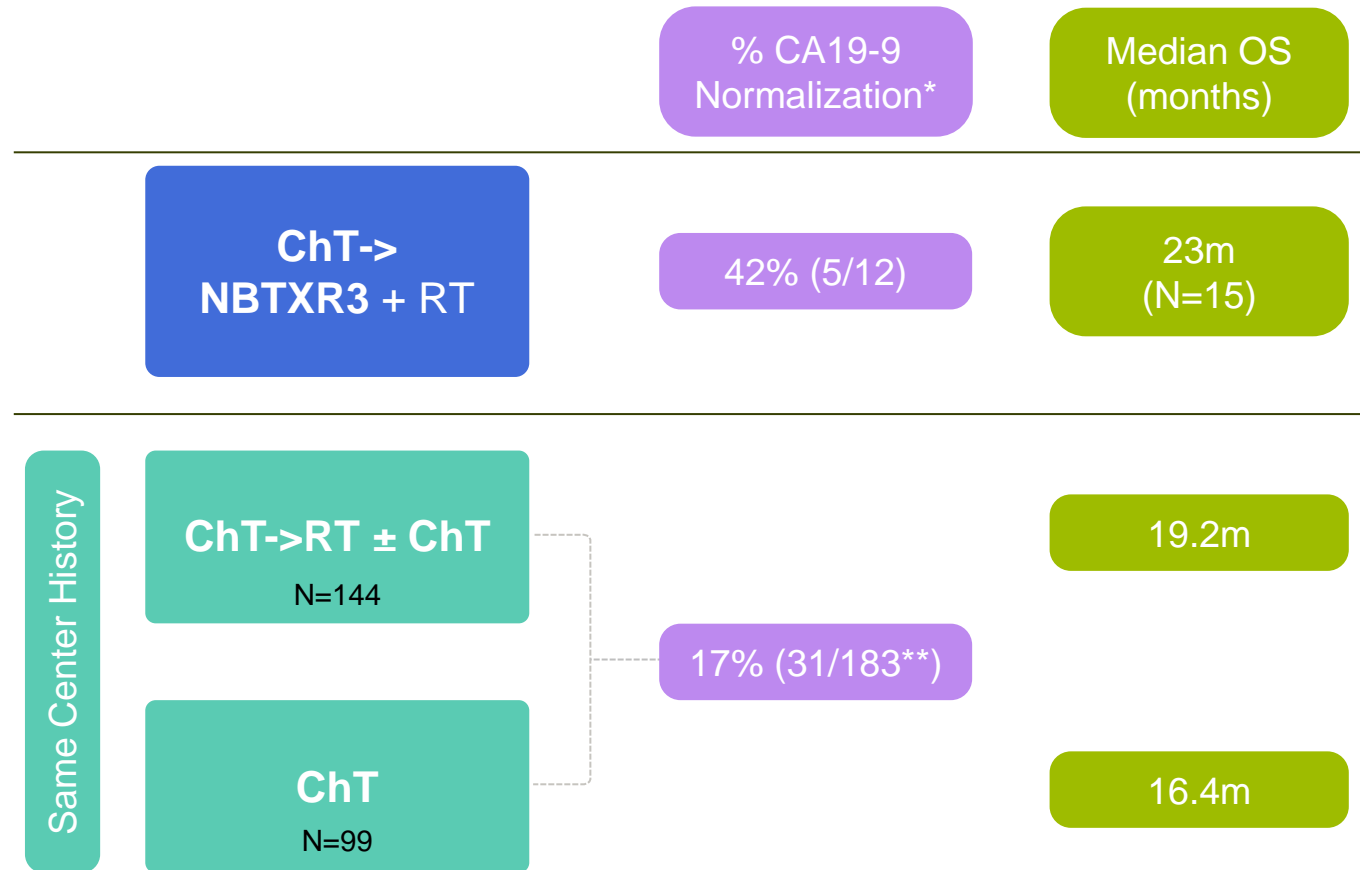 % CA19-9
Normalization*
Median OS
(months)
ChT->
NBTXR3 + RT
42% (5/12)
23m
(N=15)
Same Center History
ChT->RT ± ChT
N=144
19.2m
17% (31/183**)
ChT
N=99
16.4m